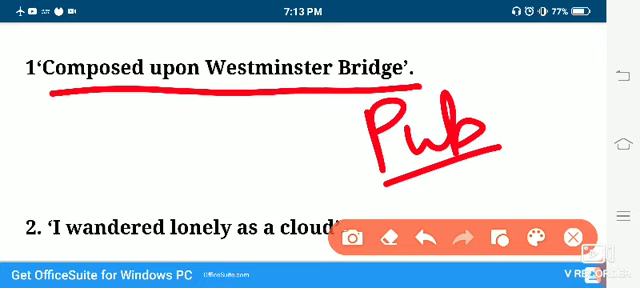 7:13 PM
77%
1‘Composed upon Westminster Bridge’.
Pub
2. ‘I wandered lonely as a cloud’
Get OfficeSuite for Windows PC OfficeSuite.com
V RECORDER